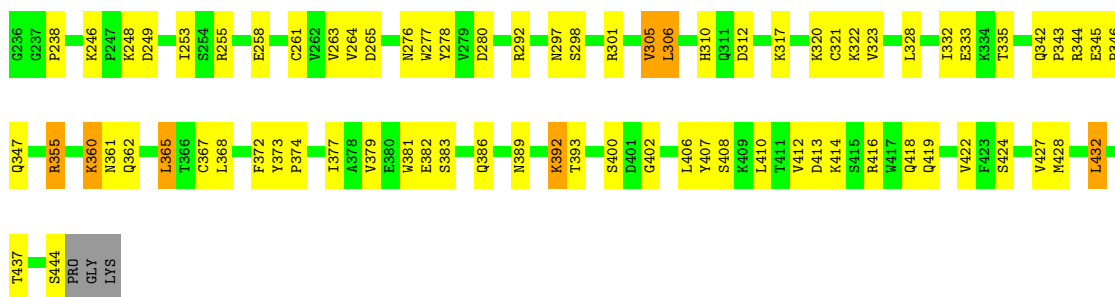 G236 G237 P238 K246 P247 K248 D249 I253 S254 R255 E258 C261 V262 V263 V264 D265 N276 W277 Y278 V279 D280 R292 N297 S298 R301 V305 L306 H310 Q311 D312 K317 K320 C321 K322 V323 L328 I332 E333 K334 T335 Q342 P343 R344 E345 P346
Q347 R355 K360 N361 Q362 L365 T366 C367 L368 F372 Y373 P374 I377 A378 V379 E380 W381 E382 S383 Q386 N389 K392 T393 S400 D401 G402 L406 Y407 S408 K409 L410 T411 V412 D413 K414 S415 R416 W417 Q418 Q419 V422 F423 S424 V427 M428 L432
T437 S444 PRO GLY LYS